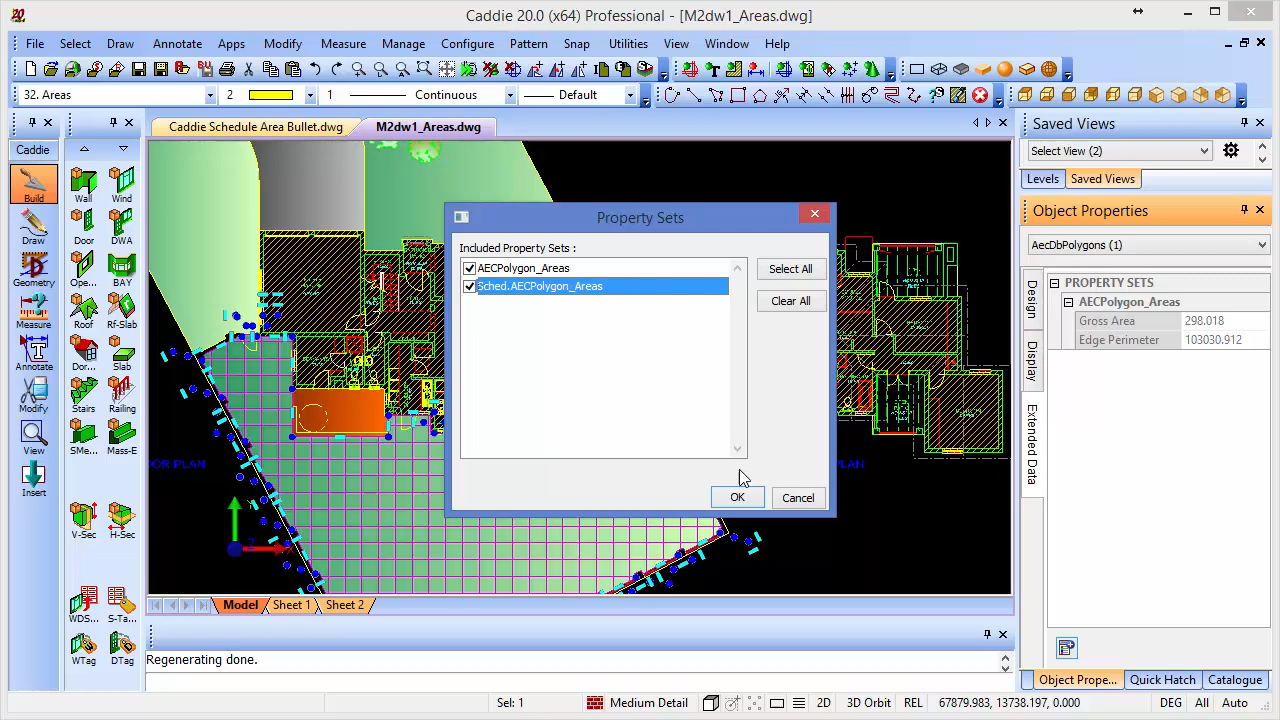 Caddie 20.0 (x64) Professional - [M2dw1_Areas.dwg]
File Select Draw Annotate Apps Modify Measure Manage Configure Pattern Snap Utilities View Window Help
32. Areas 2 1 Continuous Default
Caddie Schedule Area Bullet.dwg M2dw1_Areas.dwg
Caddie
Build
Draw
Geometry
Measure
Annotate
Modify
View
Insert
Wall Wind
Door DWA
Ope... BAY
Roof Rf-Slab
Dor... Slab
Stairs Railing
SMe... Mass-E
V-Sec H-Sec
WDS... S-Ta...
WTag DTag
Property Sets
Included Property Sets :
AECPolygon_Areas
Sched.AECPolygon_Areas
Select All
Clear All
OK Cancel
OOR PLAN
PLAN
Saved Views
Select View (2)
Levels Saved Views
Object Properties
AecDbPolygons (1)
Design
Display
Extended Data
PROPERTY SETS
AECPolygon_Areas
Gross Area 298.018
Edge Perimeter 103030.912
Model Sheet 1 Sheet 2
Regenerating done.
Object Prope... Quick Hatch Catalogue
Sel: 1 Medium Detail 2D 3D Orbit REL 67879.983, 13738.197, 0.000 DEG All Auto